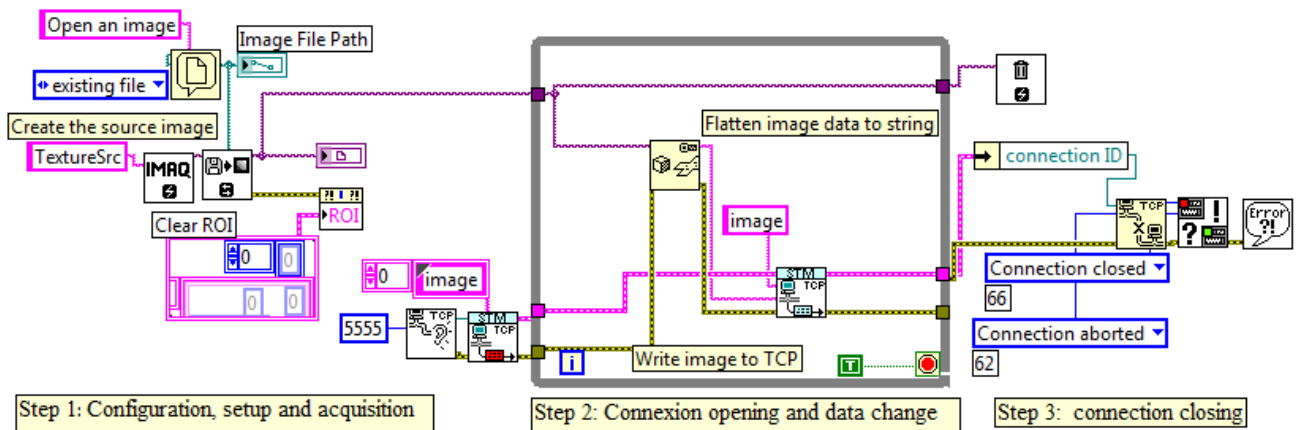 Open an image
Image File Path
existing file
Create the source image
TextureSrc
IMAQ
?! i ?!
ROI
Clear ROI
0
0
0
0
0
image
5555
TCP
STM
TCP
i
Flatten image data to string
image
STM
TCP
Write image to TCP
T
connection ID
TCP
X
!
?
Error
?!
Connection closed
66
Connection aborted
62
Step 1: Configuration, setup and acquisition
Step 2: Connexion opening and data change
Step 3: connection closing